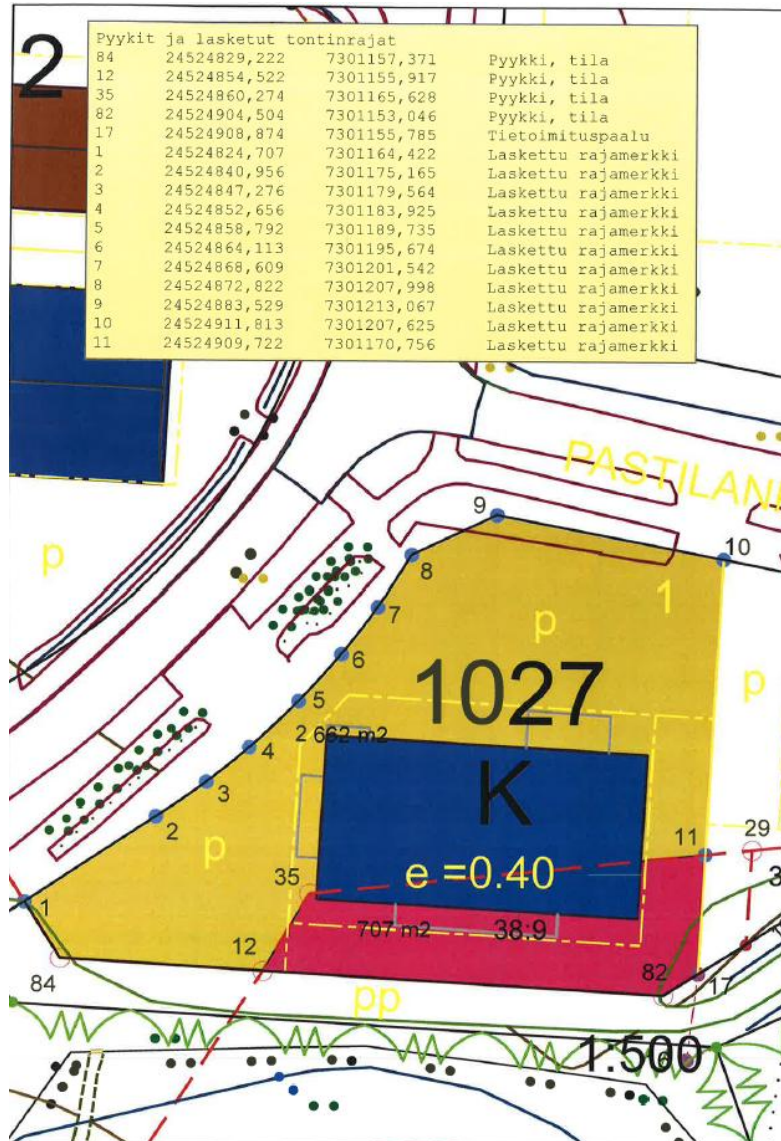 2
Pyykit ja lasketut tontinrajat
84 24524829,222 7301157,371 Pyykki, tila
12 24524854,522 7301155,917 Pyykki, tila
35 24524860,274 7301165,628 Pyykki, tila
82 24524904,504 7301153,046 Pyykki, tila
17 24524908,874 7301155,785 Tietoimituspaalu
1 24524824,707 7301164,422 Laskettu rajamerkki
2 24524840,956 7301175,165 Laskettu rajamerkki
3 24524847,276 7301179,564 Laskettu rajamerkki
4 24524852,656 7301183,925 Laskettu rajamerkki
5 24524858,792 7301189,735 Laskettu rajamerkki
6 24524864,113 7301195,674 Laskettu rajamerkki
7 24524868,609 7301201,542 Laskettu rajamerkki
8 24524872,822 7301207,998 Laskettu rajamerkki
9 24524883,529 7301213,067 Laskettu rajamerkki
10 24524911,813 7301207,625 Laskettu rajamerkki
11 24524909,722 7301170,756 Laskettu rajamerkki
PASTILAN
9
10
p
8
1
7
p
6
1027
p
5
2 662 m2
4
K
3
2
11
29
p
e =0.40
35
1
707 m2
38:9
12
82
17
84
pp
1:500